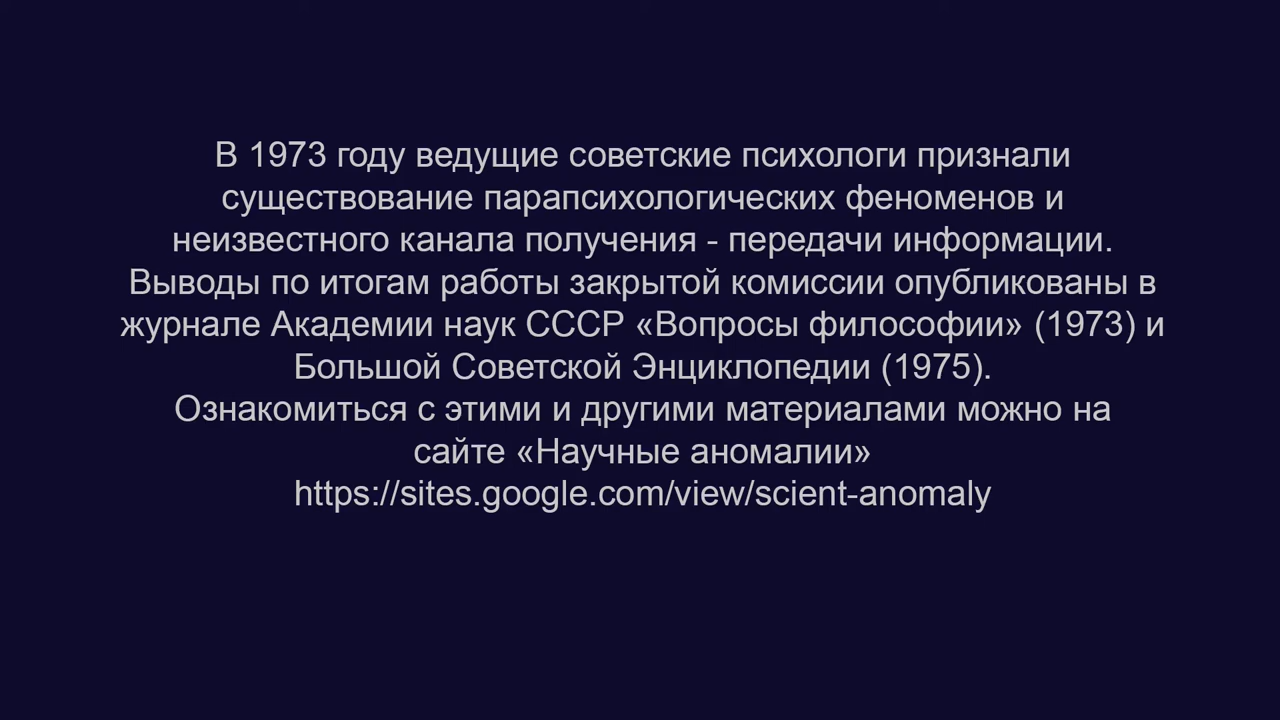 В 1973 году ведущие советские психологи признали
существование парапсихологических феноменов и
неизвестного канала получения - передачи информации.
Выводы по итогам работы закрытой комиссии опубликованы в
журнале Академии наук СССР «Вопросы философии» (1973) и
Большой Советской Энциклопедии (1975).
Ознакомиться с этими и другими материалами можно на
сайте «Научные аномалии»
https://sites.google.com/view/scient-anomaly